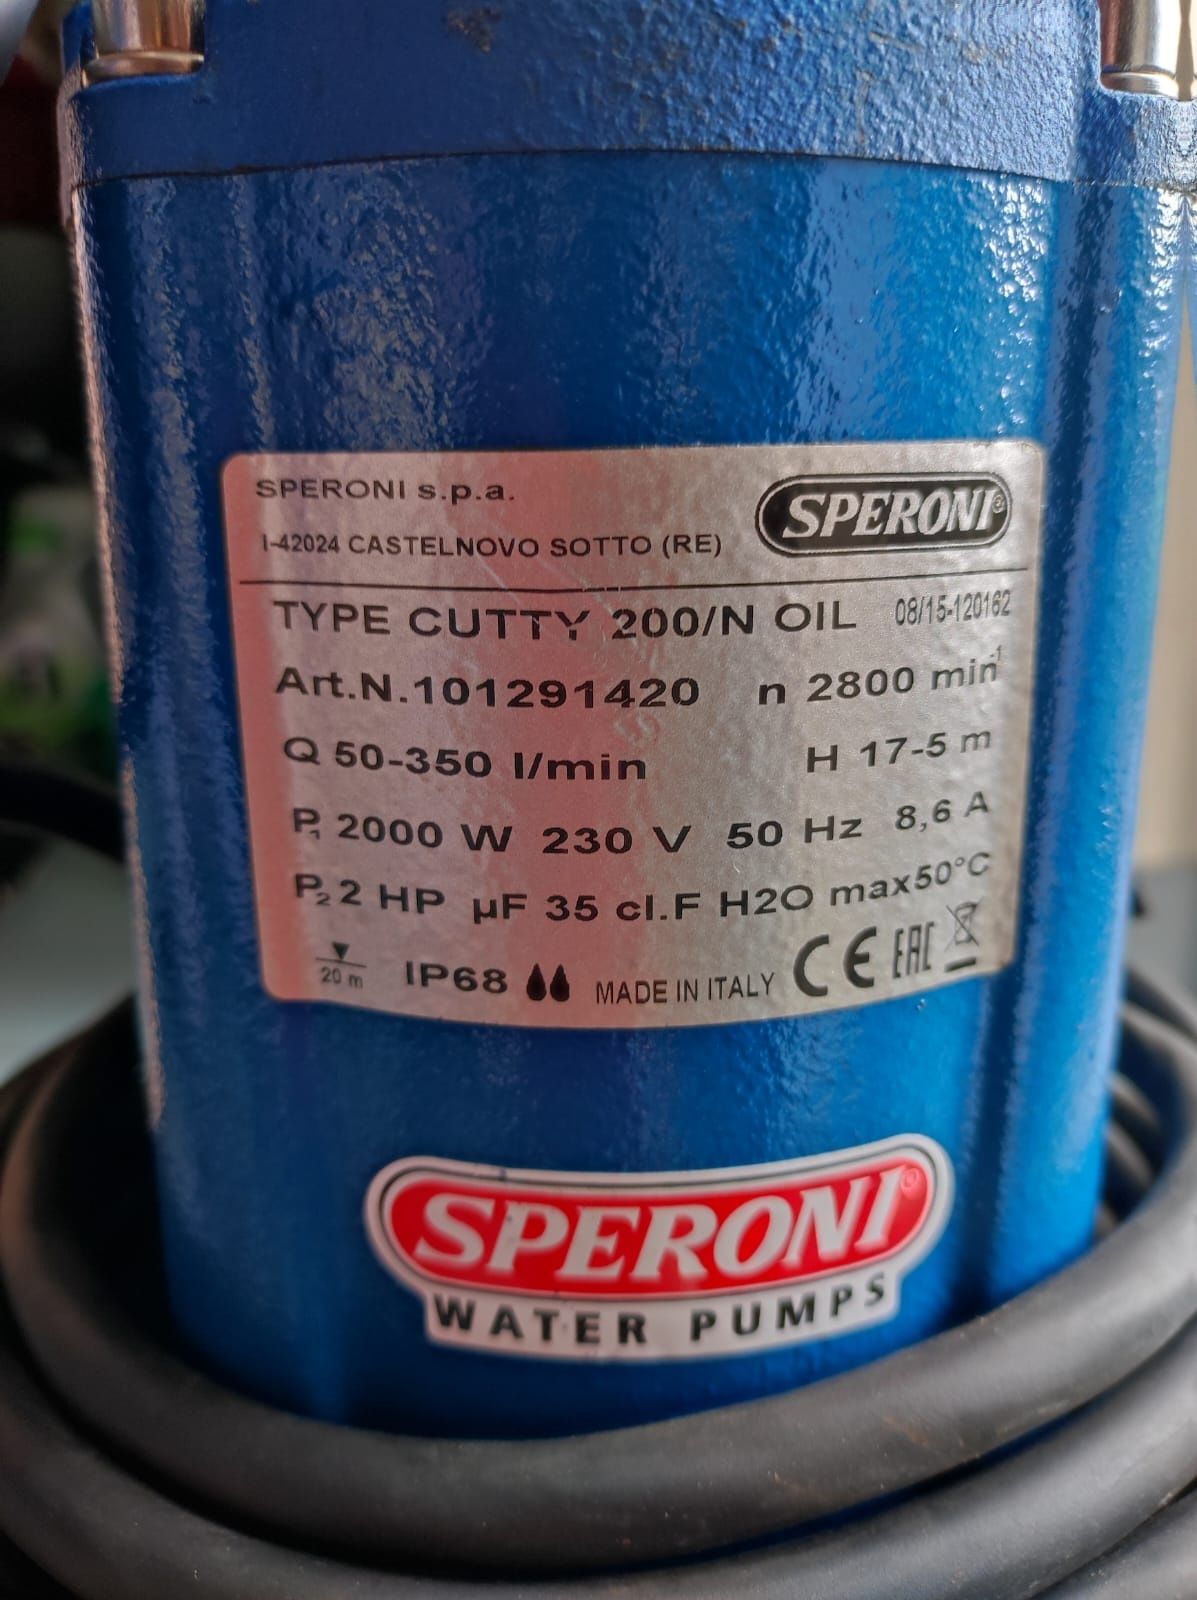 SPERONI s.p.a.
I-42024 CASTELNOVO SOTTO (RE)
SPERONI®
TYPE CUTTY 200/N OIL 08/15-120162
Art.N.101291420 n 2800 min-1
Q 50-350 l/min H 17-5 m
P1 2000 W 230 V 50 Hz 8,6 A
P2 2 HP µF 35 cl.F H2O max50°C
20 m IP68 MADE IN ITALY CE EAC
SPERONI®
WATER PUMPS